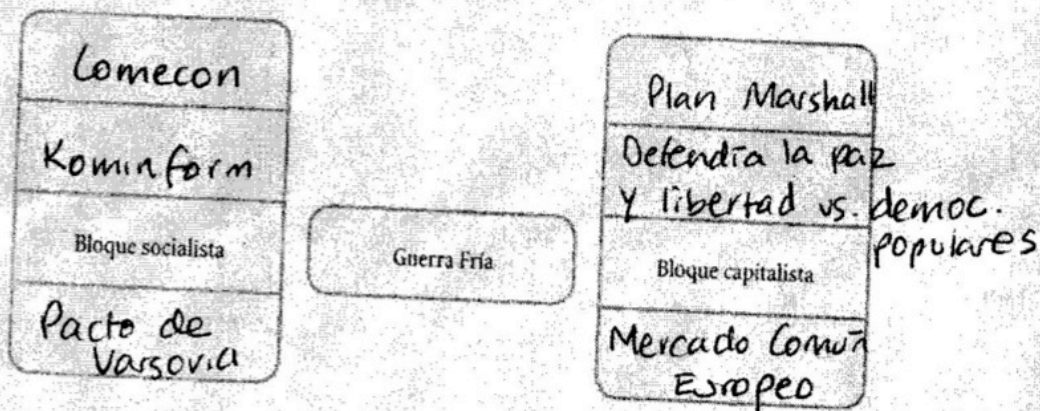 Comecon
Kominform
Bloque socialista
Pacto de
Varsovia
Guerra Fría
Plan Marshall
Defendía la paz
y libertad vs. democ.
populares
Bloque capitalista
Mercado Común
Europeo